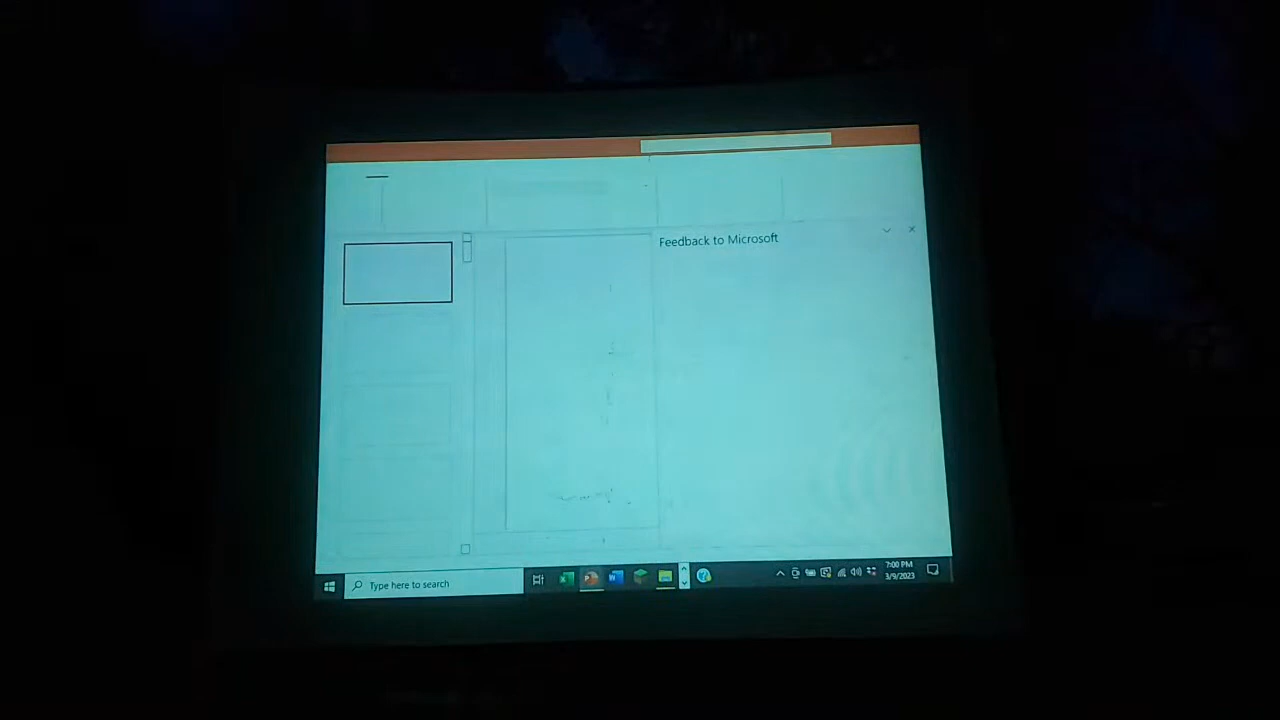 Feedback to Microsoft
Type here to search
7:00 PM
3/9/2023